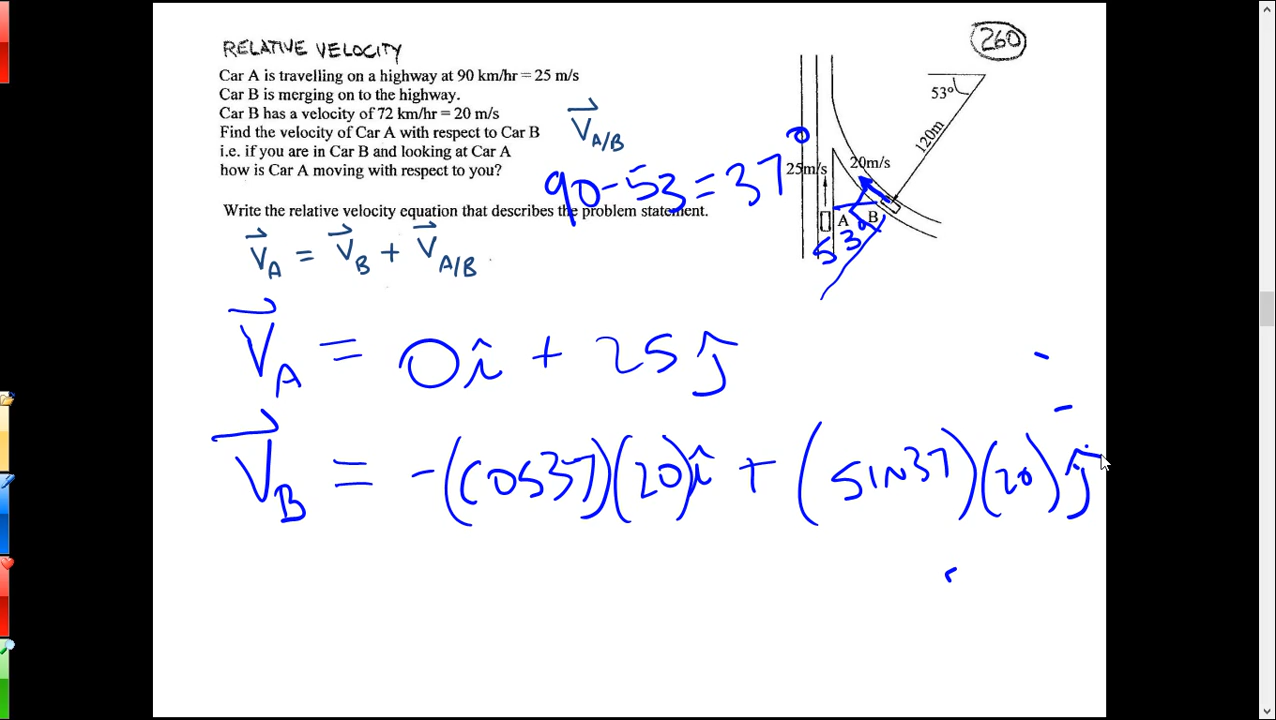 RELATIVE VELOCITY
260
Car A is travelling on a highway at 90 km/hr = 25 m/s
Car B is merging on to the highway.
Car B has a velocity of 72 km/hr = 20 m/s
Find the velocity of Car A with respect to Car B
i.e. if you are in Car B and looking at Car A
how is Car A moving with respect to you?
V⃗A/B
90-53=37°
53°
120m
20m/s
25m/s
A
B
53°
Write the relative velocity equation that describes the problem statement.
V⃗A = V⃗B + V⃗A/B
V⃗A = 0î + 25ĵ
V⃗B = -(cos37)(20)î + (SIN37)(20)ĵ